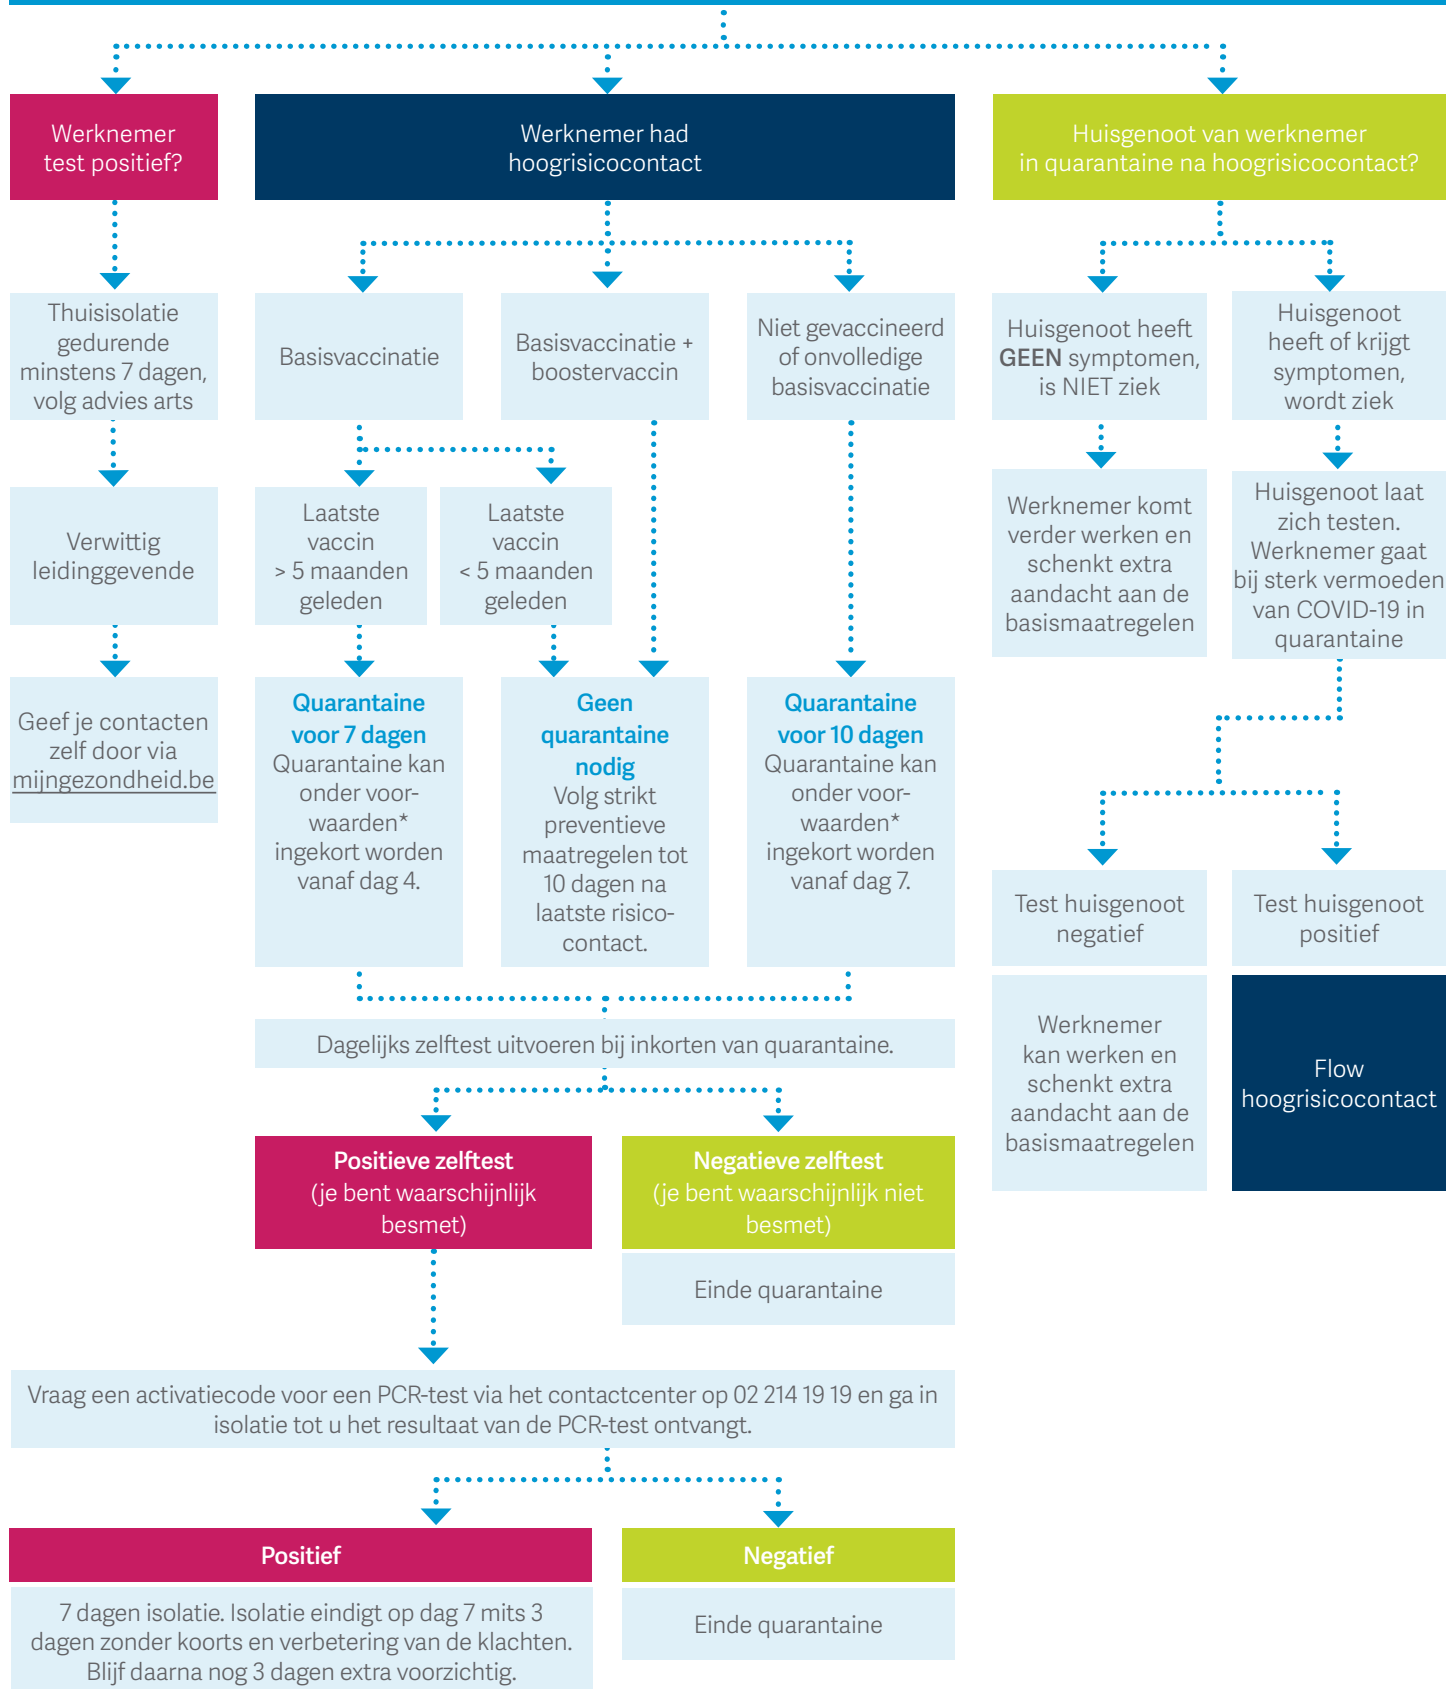 Werknemer
test positief?
Werknemer had
hoogrisicocontact
Huisgenoot van werknemer
in quarantaine na hoogrisicocontact?
Thuisisolatie
gedurende
minstens 7 dagen,
volg advies arts
Basisvaccinatie
Basisvaccinatie +
boostervaccin
Niet gevaccineerd
of onvolledige
basisvaccinatie
Huisgenoot heeft
GEEN symptomen,
is NIET ziek
Huisgenoot
heeft of krijgt
symptomen,
wordt ziek
Verwittig
leidinggevende
Laatste
vaccin
> 5 maanden
geleden
Laatste
vaccin
< 5 maanden
geleden
Werknemer komt
verder werken en
schenkt extra
aandacht aan de
basismaatregelen
Huisgenoot laat
zich testen.
Werknemer gaat
bij sterk vermoeden
van COVID-19 in
quarantaine
Geef je contacten
zelf door via
mijngezondheid.be
Quarantaine
voor 7 dagen
Quarantaine kan
onder voor-
waarden*
ingekort worden
vanaf dag 4.
Geen
quarantaine
nodig
Volg strikt
preventieve
maatregelen tot
10 dagen na
laatste risico-
contact.
Quarantaine
voor 10 dagen
Quarantaine kan
onder voor-
waarden*
ingekort worden
vanaf dag 7.
Test huisgenoot
negatief
Test huisgenoot
positief
Werknemer
kan werken en
schenkt extra
aandacht aan de
basismaatregelen
Flow
hoogrisicocontact
Dagelijks zelftest uitvoeren bij inkorten van quarantaine.
Positieve zelftest
(je bent waarschijnlijk
besmet)
Negatieve zelftest
(je bent waarschijnlijk niet
besmet)
Einde quarantaine
Vraag een activatiecode voor een PCR-test via het contactcenter op 02 214 19 19 en ga in
isolatie tot u het resultaat van de PCR-test ontvangt.
Positief
Negatief
7 dagen isolatie. Isolatie eindigt op dag 7 mits 3
dagen zonder koorts en verbetering van de klachten.
Blijf daarna nog 3 dagen extra voorzichtig.
Einde quarantaine